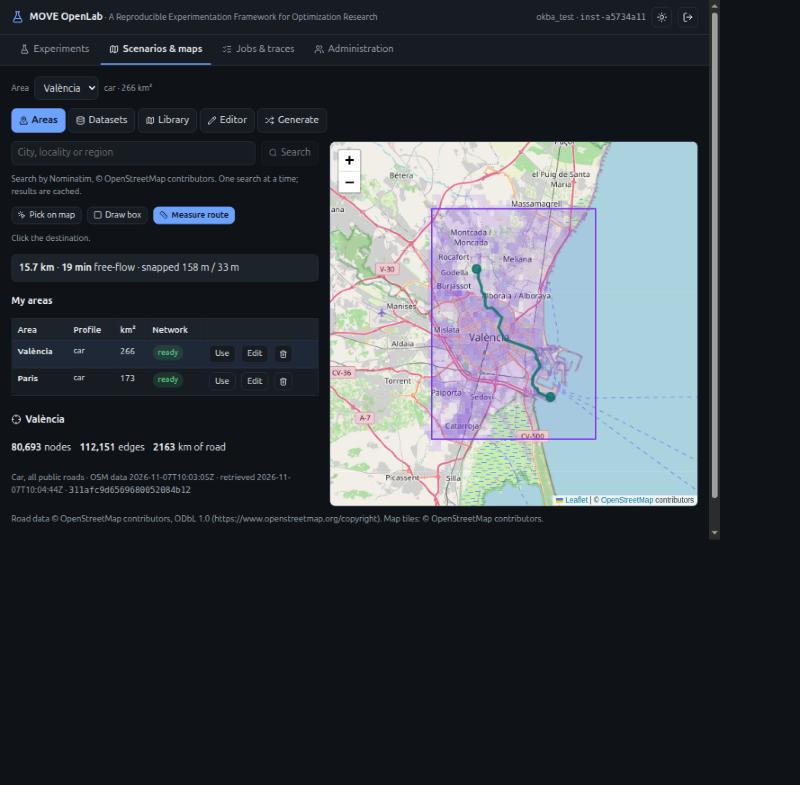 MOVE OpenLab · A Reproducible Experimentation Framework for Optimization Research
okba_test · inst-a5734a11
Experiments
Scenarios & maps
Jobs & traces
Administration
Area
València
car · 266 km²
Areas
Datasets
Library
Editor
Generate
City, locality or region
Search
Search by Nominatim, © OpenStreetMap contributors. One search at a time;
results are cached.
Pick on map
Draw box
Measure route
Click the destination.
15.7 km · 19 min free-flow · snapped 158 m / 33 m
My areas
Area Profile km² Network
València car 266 ready Use Edit
Paris car 173 ready Use Edit
València
80,693 nodes 112,151 edges 2163 km of road
Car, all public roads · OSM data 2026-11-07T10:03:05Z · retrieved 2026-11-
07T10:04:44Z · 311afc9d6569680052084b12
+
−
Bétera
el Puig de Santa
Maria
Massamagrell
Montcada /
Moncada
Rocafort
Meliana
V-30
Godella
Burjassot
Alboraia / Alboraya
Manises
Mislata
València
Aldaia
CV-36
Torrent
Paiporta
Sedaví
A-7
Catarroja
CV-500
Picassent
Silla
Leaflet | © OpenStreetMap contributors
Road data © OpenStreetMap contributors, ODbL 1.0 (https://www.openstreetmap.org/copyright). Map tiles: © OpenStreetMap contributors.